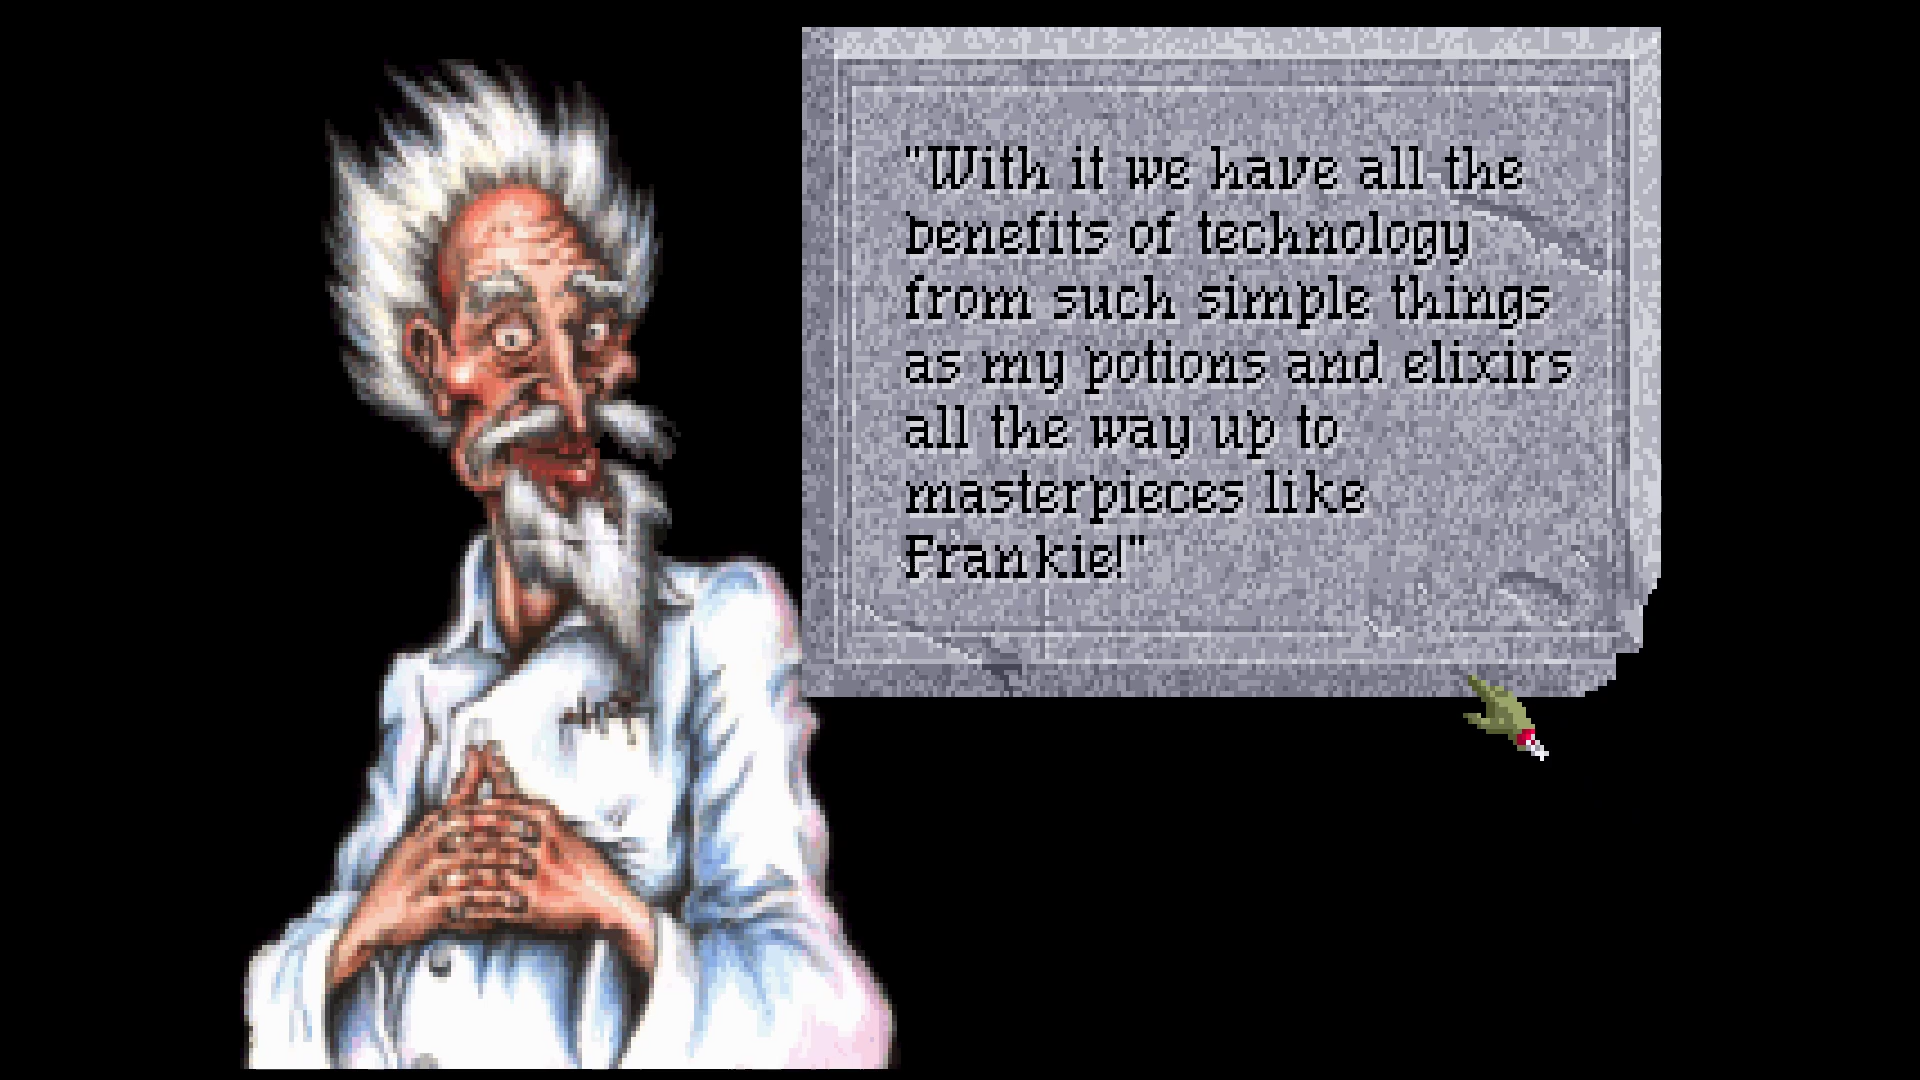 "With it we have all the
benefits of technology
from such simple things
as my potions and elixirs
all the way up to
masterpieces like
Frankie!"